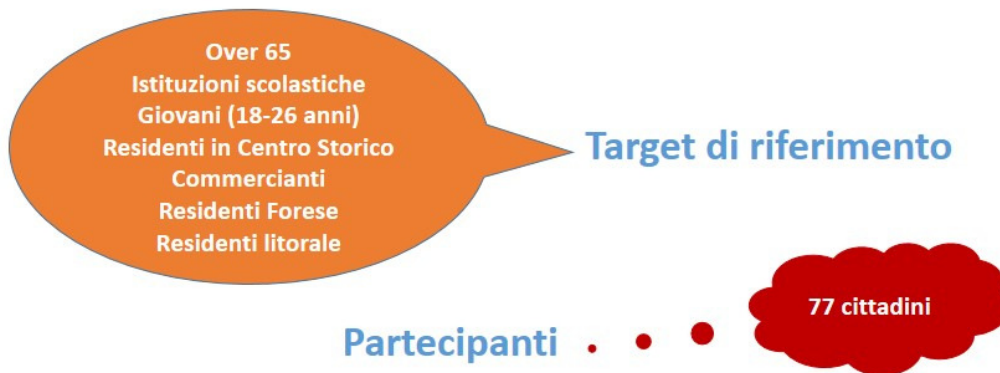 Over 65
Istituzioni scolastiche
Giovani (18-26 anni)
Residenti in Centro Storico
Commercianti
Residenti Forese
Residenti litorale
Target di riferimento
77 cittadini
Partecipanti